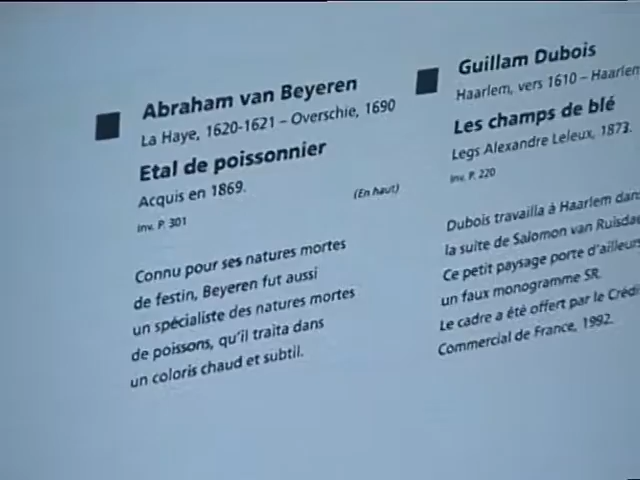 Abraham van Beyeren
La Haye, 1620-1621 – Overschie, 1690
Etal de poissonnier
Acquis en 1869.
(En haut)
Inv. P. 301
Connu pour ses natures mortes
de festin, Beyeren fut aussi
un spécialiste des natures mortes
de poissons, qu'il traita dans
un coloris chaud et subtil.
Guillam Dubois
Haarlem, vers 1610 – Haarlem
Les champs de blé
Legs Alexandre Leleux, 1873.
Inv. P. 220
Dubois travailla à Haarlem dans
la suite de Salomon van Ruisdae
Ce petit paysage porte d'ailleurs
un faux monogramme SR.
Le cadre a été offert par le Crédi
Commercial de France, 1992.